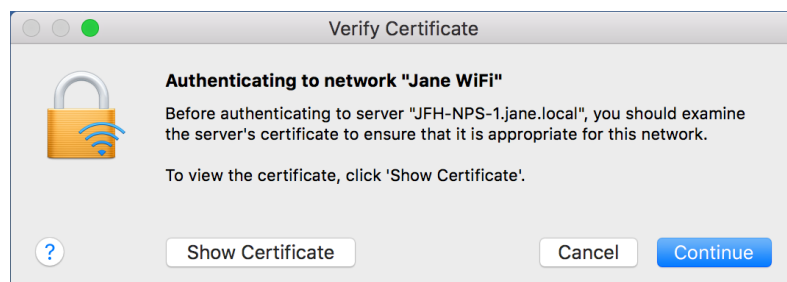 Verify Certificate
Authenticating to network "Jane WiFi"
Before authenticating to server "JFH-NPS-1.jane.local", you should examine
the server's certificate to ensure that it is appropriate for this network.
To view the certificate, click 'Show Certificate'.
? Show Certificate Cancel Continue